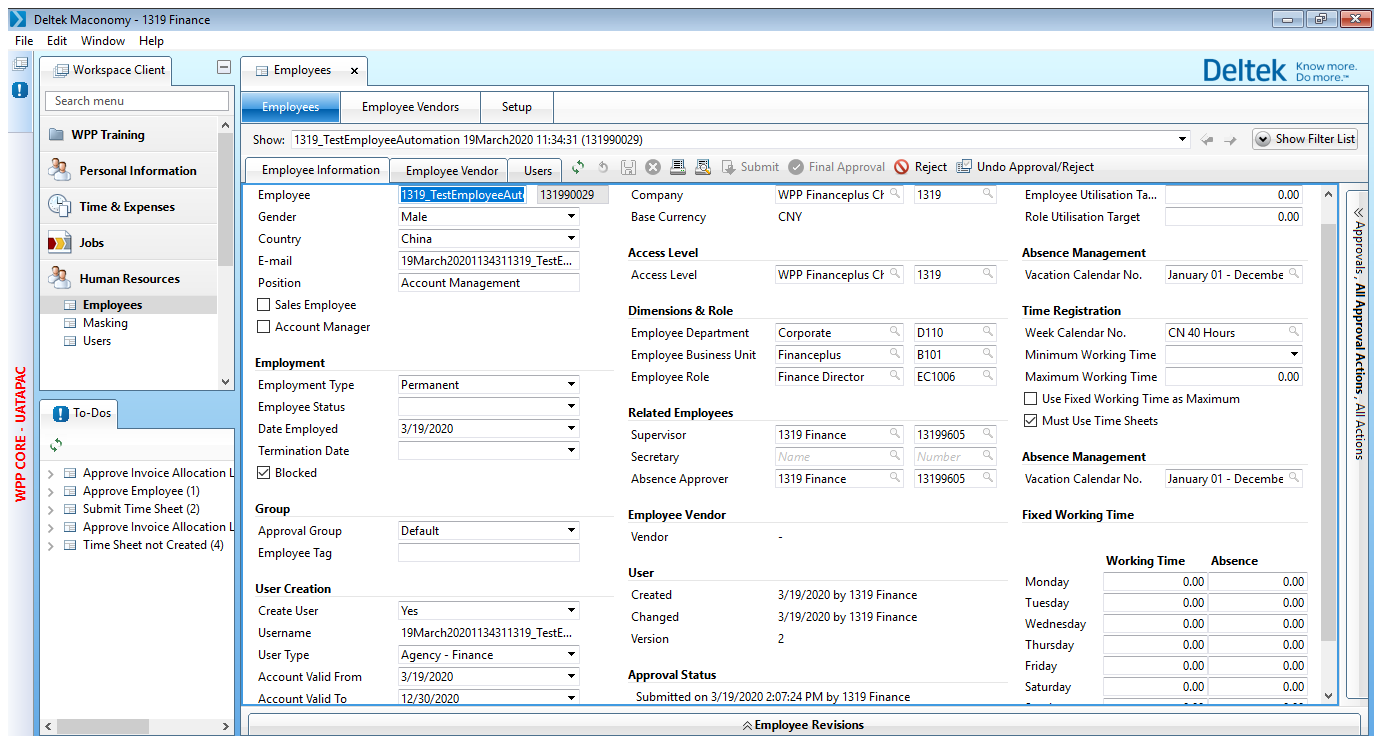 Deltek Maconomy - 1319 Finance
File Edit Window Help
Workspace Client
Search menu
WPP Training
Personal Information
Time & Expenses
Jobs
Human Resources
Employees
Masking
Users
WPP CORE - UATAPAC
To-Dos
Approve Invoice Allocation L
Approve Employee (1)
Submit Time Sheet (2)
Approve Invoice Allocation L
Time Sheet not Created (4)
Employees x
Deltek Know more.
Do more.™
Employees Employee Vendors Setup
Show: 1319_TestEmployeeAutomation 19March2020 11:34:31 (131990029) Show Filter List
Employee Information Employee Vendor Users Submit Final Approval Reject Undo Approval/Reject
Employee 1319_TestEmployeeAut 131990029
Gender Male
Country China
E-mail 19March20201134311319_TestE...
Position Account Management
Sales Employee
Account Manager
Employment
Employment Type Permanent
Employee Status
Date Employed 3/19/2020
Termination Date
Blocked
Group
Approval Group Default
Employee Tag
User Creation
Create User Yes
Username 19March20201134311319_TestE...
User Type Agency - Finance
Account Valid From 3/19/2020
Account Valid To 12/30/2020
Company WPP Financeplus Ch 1319
Base Currency CNY
Access Level
Access Level WPP Financeplus Ch 1319
Dimensions & Role
Employee Department Corporate D110
Employee Business Unit Financeplus B101
Employee Role Finance Director EC1006
Related Employees
Supervisor 1319 Finance 13199605
Secretary Name Number
Absence Approver 1319 Finance 13199605
Employee Vendor
Vendor -
User
Created 3/19/2020 by 1319 Finance
Changed 3/19/2020 by 1319 Finance
Version 2
Approval Status
Submitted on 3/19/2020 2:07:24 PM by 1319 Finance
Employee Utilisation Ta... 0.00
Role Utilisation Target 0.00
Absence Management
Vacation Calendar No. January 01 - Decembe
Time Registration
Week Calendar No. CN 40 Hours
Minimum Working Time
Maximum Working Time 0.00
Use Fixed Working Time as Maximum
Must Use Time Sheets
Absence Management
Vacation Calendar No. January 01 - Decembe
Fixed Working Time
Working Time Absence
Monday 0.00 0.00
Tuesday 0.00 0.00
Wednesday 0.00 0.00
Thursday 0.00 0.00
Friday 0.00 0.00
Saturday 0.00 0.00
Approvals , All Approval Actions , All Actions
Employee Revisions